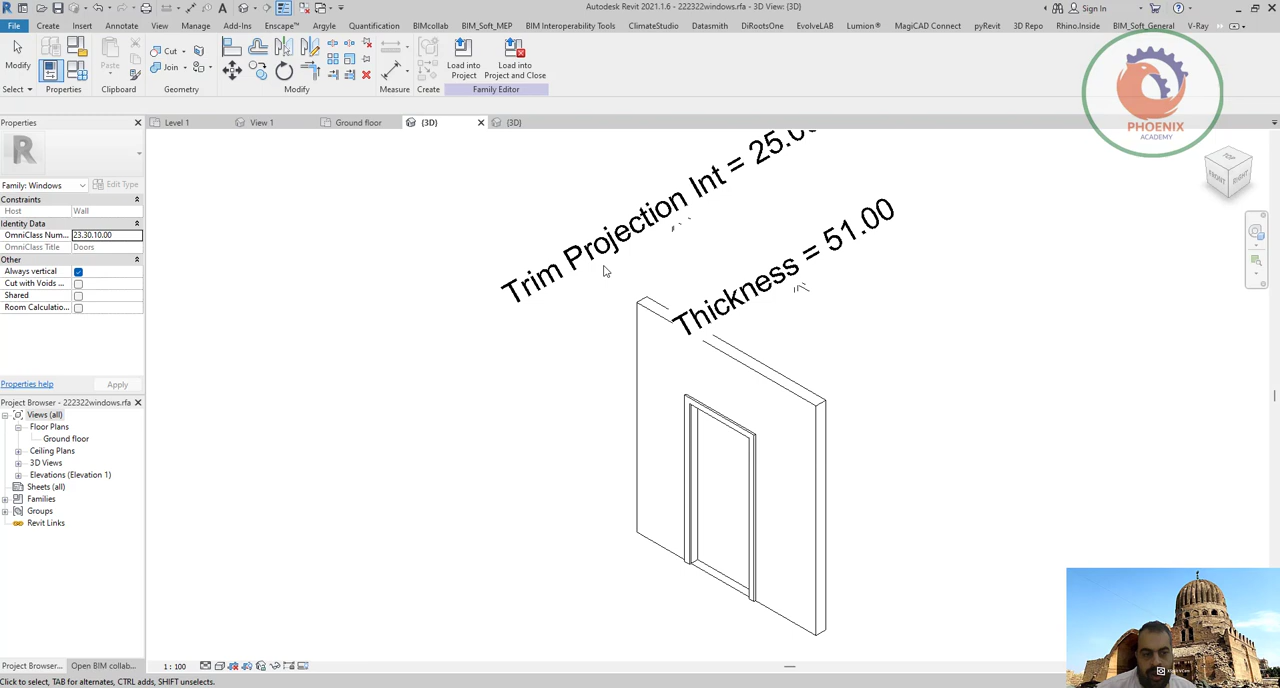 Autodesk Revit 2021.1.6 - 222322windows.rfa - 3D View: {3D}
Sign In
File Create Insert Annotate View Manage Add-Ins Enscape™ Argyle Quantification BIMcollab BIM_Soft_MEP BIM Interoperability Tools ClimateStudio Datasmith DiRootsOne EvolveLAB Lumion® MagiCAD Connect pyRevit 3D Repo Rhino.Inside BIM_Soft_General V-Ray
Modify
Paste
Cut
Join
Load into
Project
Load into
Project and Close
Select Properties Clipboard Geometry Modify Measure Create Family Editor
PHOENIX
ACADEMY
Properties
Level 1
View 1
Ground floor
{3D}
{3D}
R
Family: Windows
Edit Type
Constraints
Host Wall
Identity Data
OmniClass Num... 23.30.10.00
OmniClass Title Doors
Other
Always vertical
Cut with Voids ...
Shared
Room Calculatio...
Properties help
Apply
Project Browser - 222322windows.rfa
Views (all)
Floor Plans
Ground floor
Ceiling Plans
3D Views
Elevations (Elevation 1)
Sheets (all)
Families
Groups
Revit Links
Project Browser...
Open BIM collab...
Trim Projection Int = 25.0
Thickness = 51.00
TOP
FRONT
RIGHT
1 : 100
Click to select, TAB for alternates, CTRL adds, SHIFT unselects.